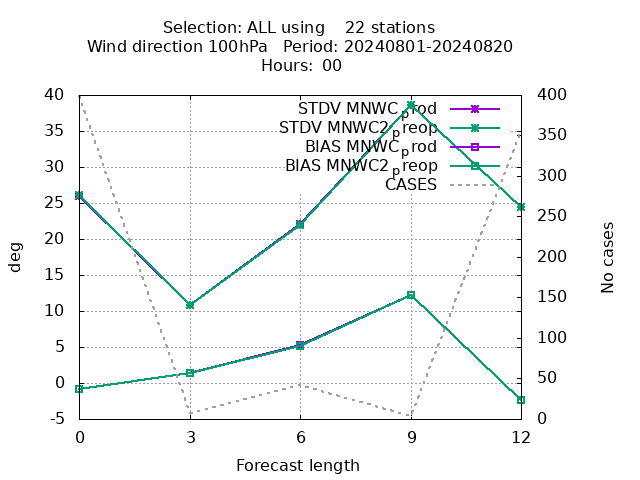 Selection: ALL using    22 stations
Wind direction 100hPa   Period: 20240801-20240820
Hours: 00
STDV MNWC_prod
STDV MNWC2_preop
BIAS MNWC_prod
BIAS MNWC2_preop
CASES
40
35
30
25
20
15
10
5
0
-5
deg
400
350
300
250
200
150
100
50
0
No cases
0 3 6 9 12
Forecast length